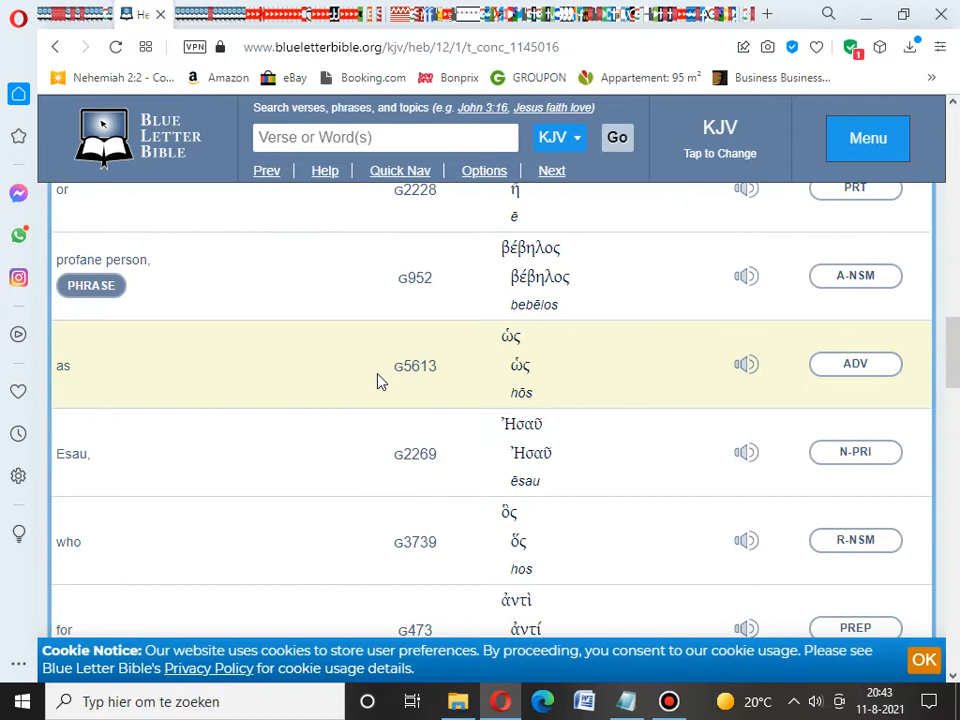 He
www.blueletterbible.org/kjv/heb/12/1/t_conc_1145016
VPN
1
Nehemiah 2:2 - Co...
Amazon
eBay
Booking.com
Bonprix
GROUPON
Appartement: 95 m²
Business Business...
»
BLUE
LETTER
BIBLE
Search verses, phrases, and topics (e.g. John 3:16, Jesus faith love)
Verse or Word(s)
KJV
Go
Prev
Help
Quick Nav
Options
Next
KJV
Tap to Change
Menu
or
G2228
ἤ
ē
PRT
profane person,
PHRASE
G952
βέβηλος
βέβηλος
bebēlos
A-NSM
as
G5613
ὡς
ὡς
hōs
ADV
Esau,
G2269
Ἠσαῦ
Ἠσαῦ
ēsau
N-PRI
who
G3739
ὃς
ὅς
hos
R-NSM
for
G473
ἀντὶ
ἀντί
PREP
Cookie Notice: Our website uses cookies to store user preferences. By proceeding, you consent to our cookie usage. Please see
Blue Letter Bible's Privacy Policy for cookie usage details.
OK
Typ hier om te zoeken
20°C
20:43
11-8-2021